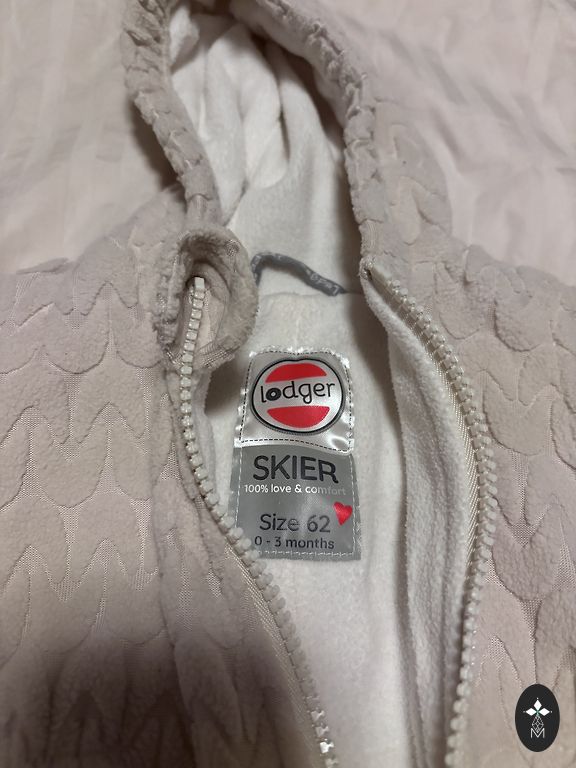 lodger
SKIER
100% love & comfort
Size 62
0 - 3 months
M